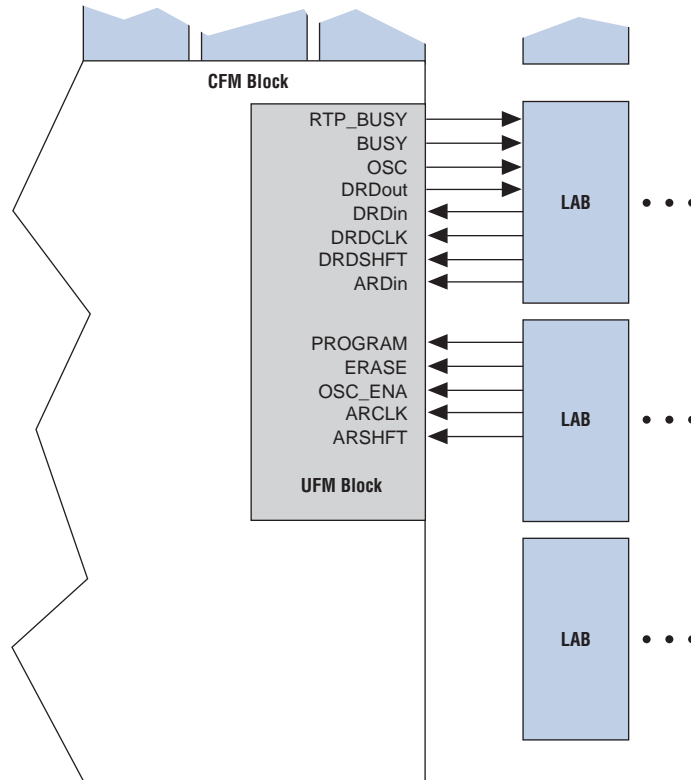 CFM Block
RTP_BUSY
BUSY
OSC
DRDout
DRDin
DRDCLK
DRDSHFT
ARDin
PROGRAM
ERASE
OSC_ENA
ARCLK
ARSHFT
UFM Block
LAB
LAB
LAB